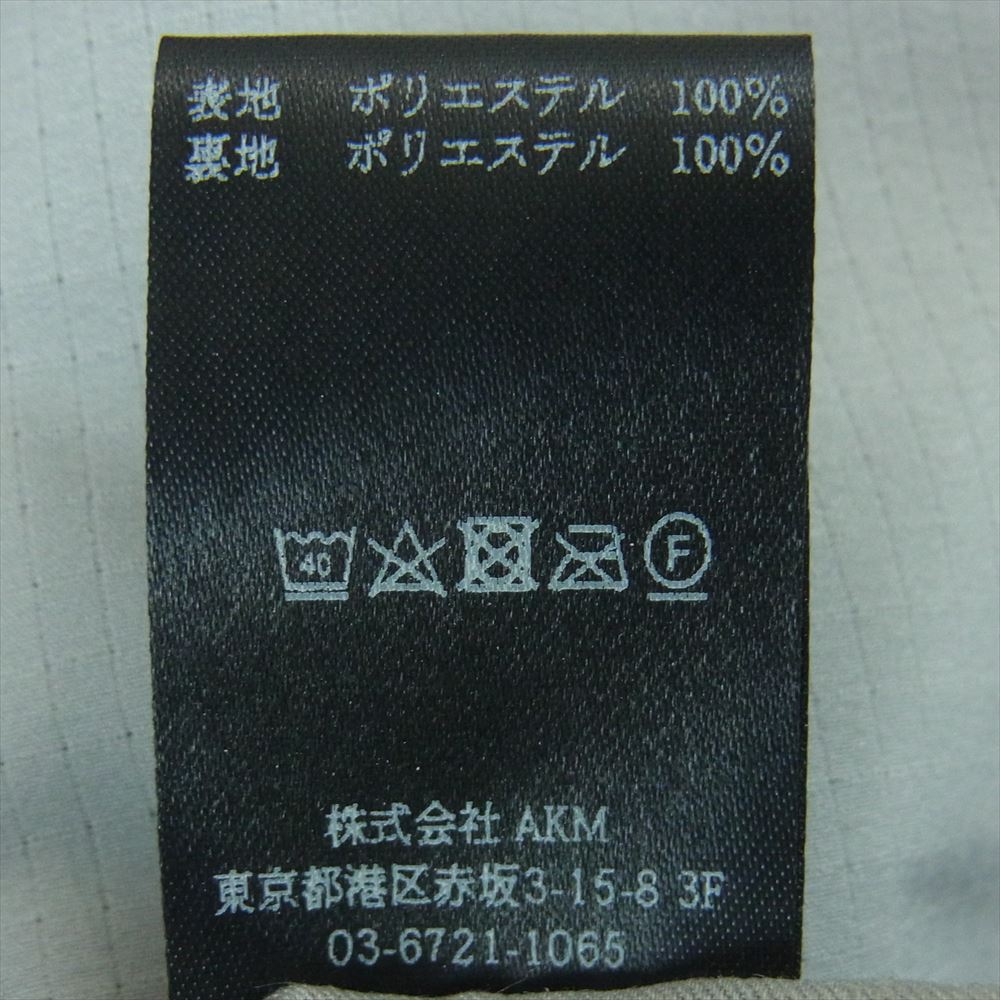 表地 ポリエステル 100%
裏地 ポリエステル 100%
40 F
株式会社 AKM
東京都港区赤坂3-15-8 3F
03-6721-1065